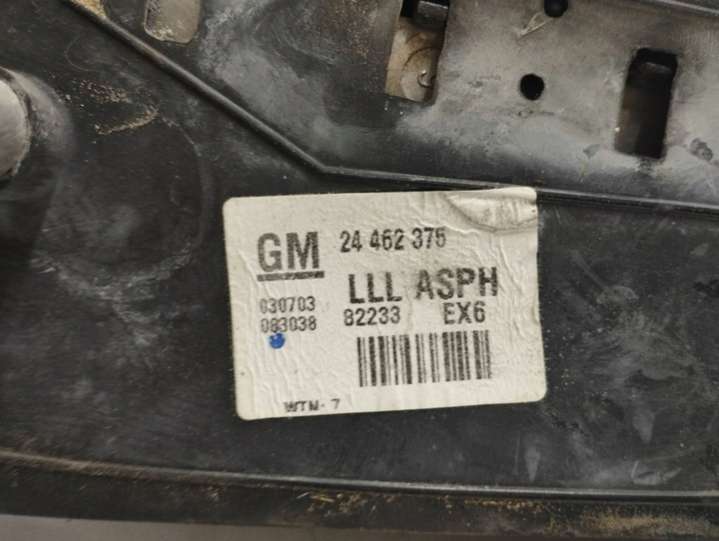 GM 24 462 375
LLL ASPH
030703
083038 82233 EX6
WTN-7